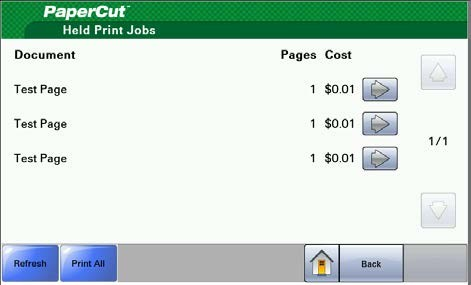 PaperCut
Held Print Jobs
Document Pages Cost
Test Page 1 $0.01
Test Page 1 $0.01
1/1
Test Page 1 $0.01
Refresh Print All Back